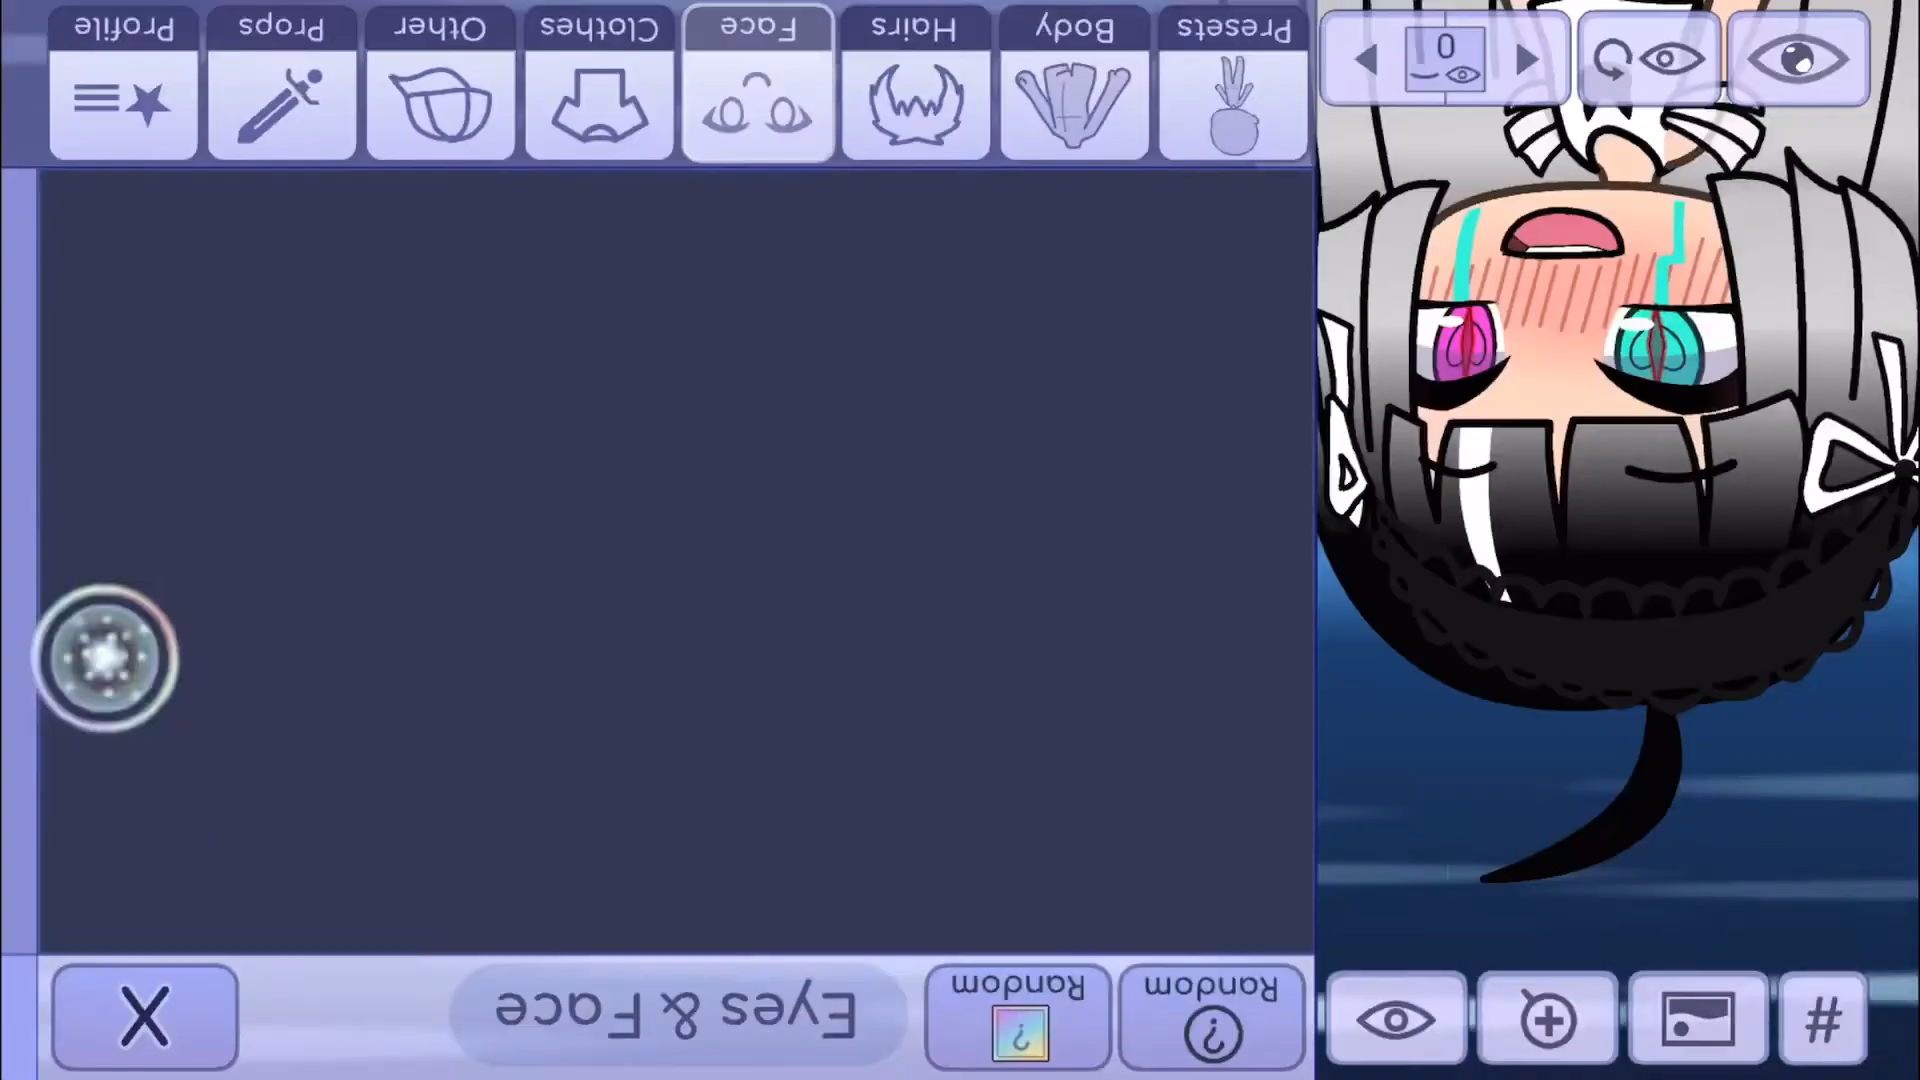 #
Random
Random
Eyes & Face
X
0
Presets
Body
Hairs
Face
Clothes
Other
Props
Profile